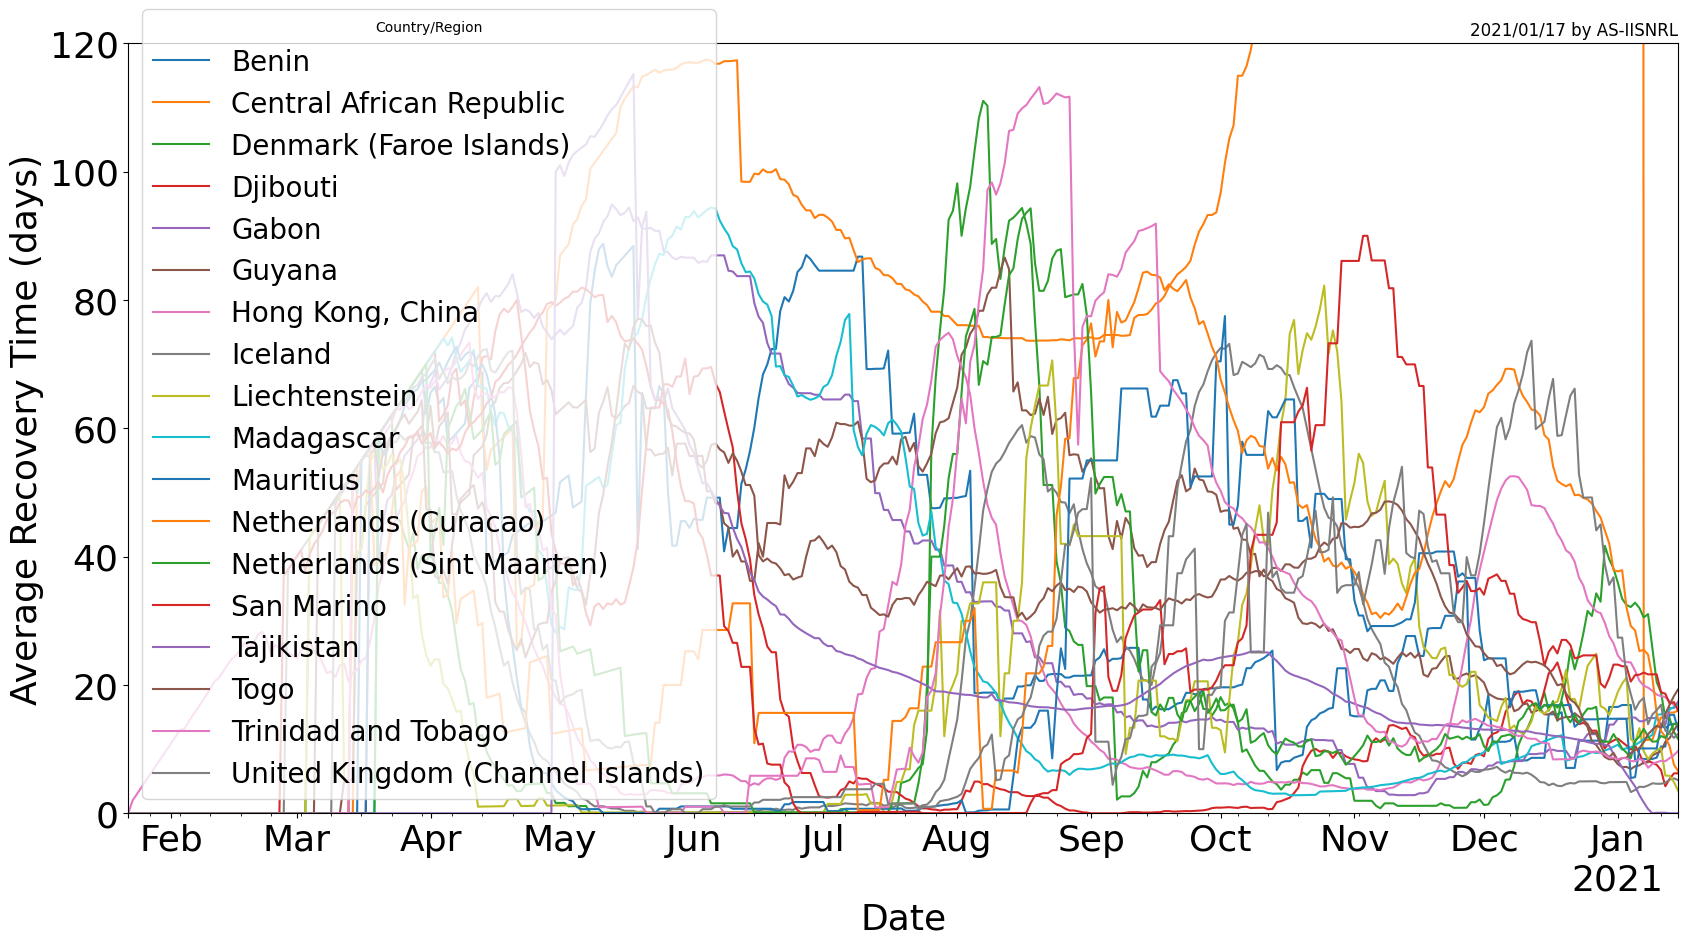 Country/Region
2021/01/17 by AS-IISNRL
Benin
Central African Republic
Denmark (Faroe Islands)
Djibouti
Gabon
Guyana
Hong Kong, China
Iceland
Liechtenstein
Madagascar
Mauritius
Netherlands (Curacao)
Netherlands (Sint Maarten)
San Marino
Tajikistan
Togo
Trinidad and Tobago
United Kingdom (Channel Islands)
Average Recovery Time (days)
120
100
80
60
40
20
0
Feb Mar Apr May Jun Jul Aug Sep Oct Nov Dec Jan
2021
Date